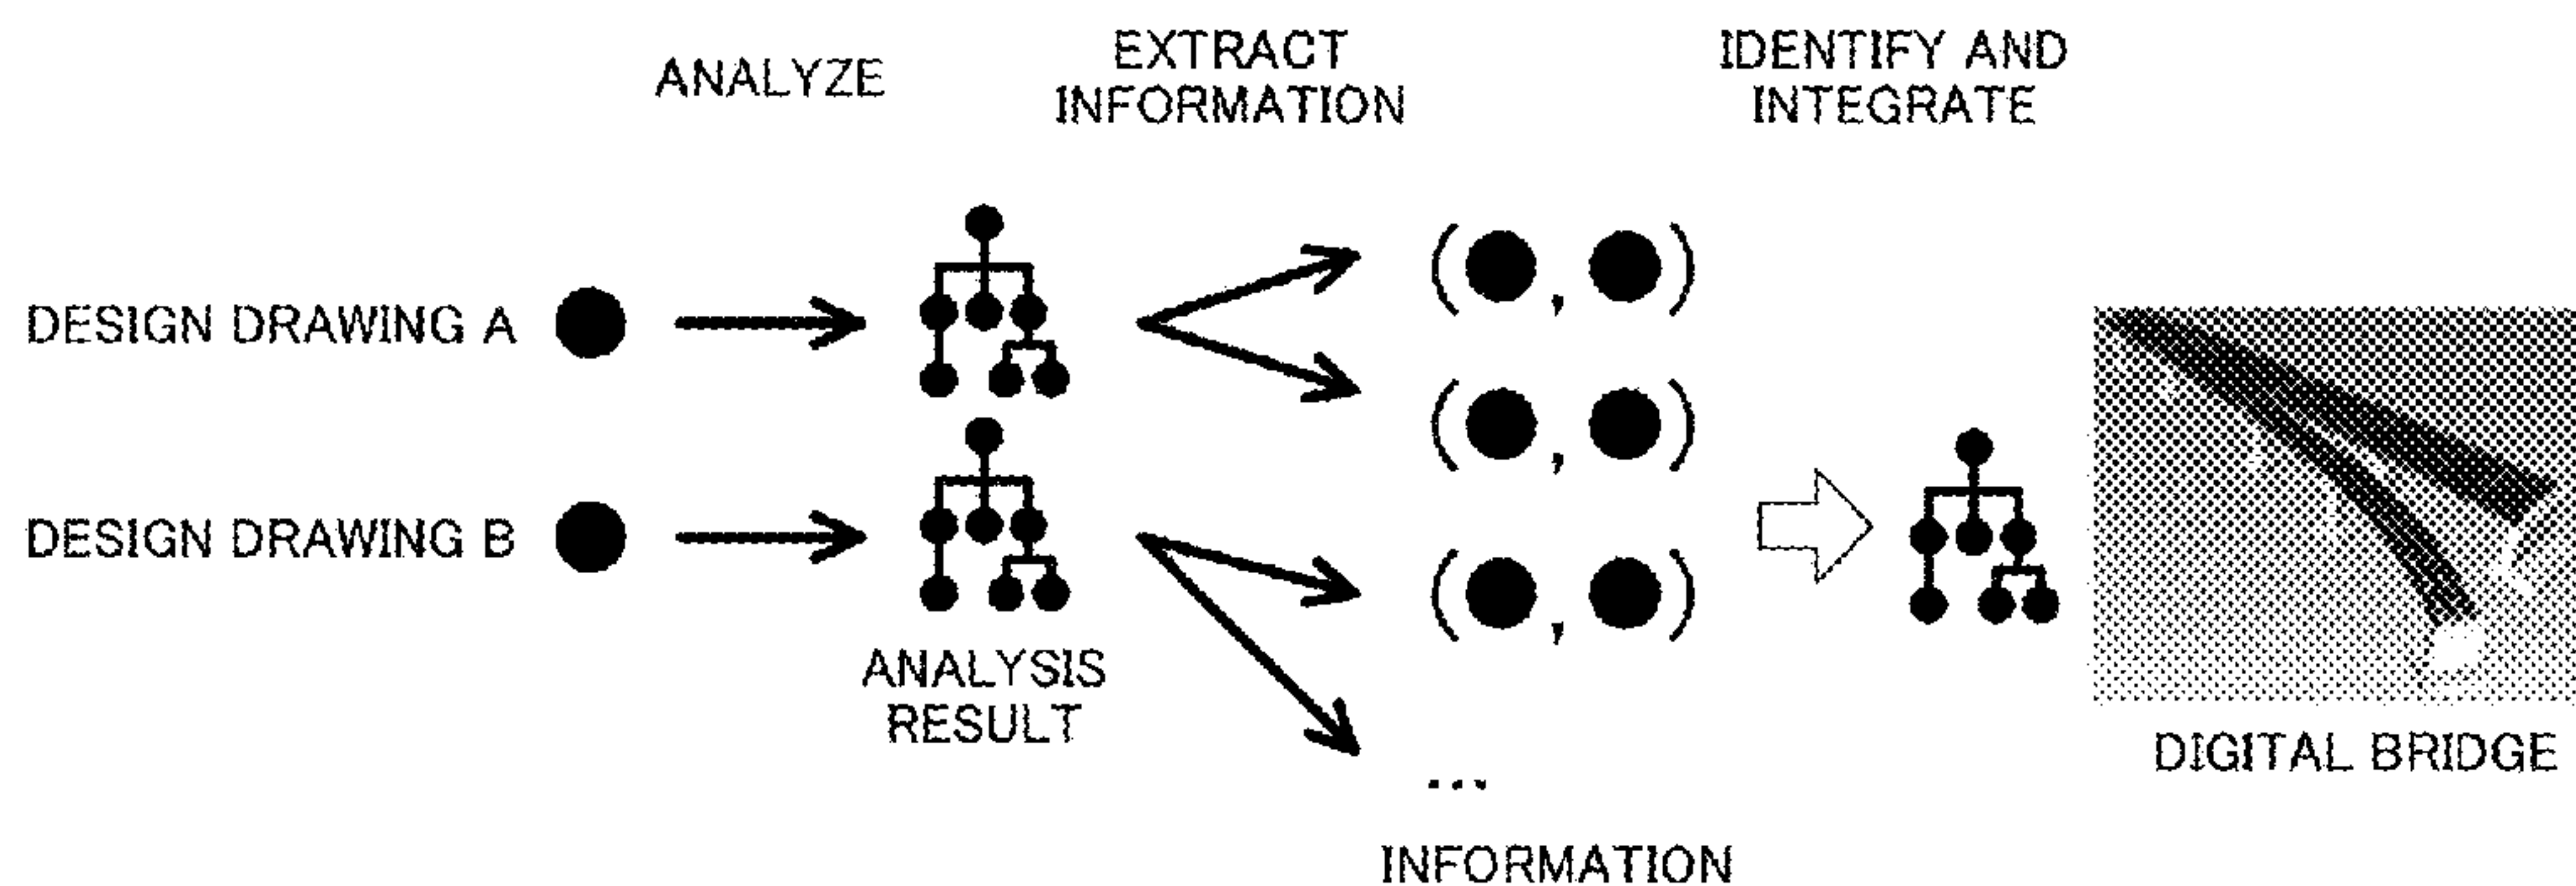 ANALYZE
EXTRACT
INFORMATION
IDENTIFY AND
INTEGRATE
DESIGN DRAWING A
( , )
( , )
DESIGN DRAWING B
( , )
ANALYSIS
RESULT
...
DIGITAL BRIDGE
INFORMATION